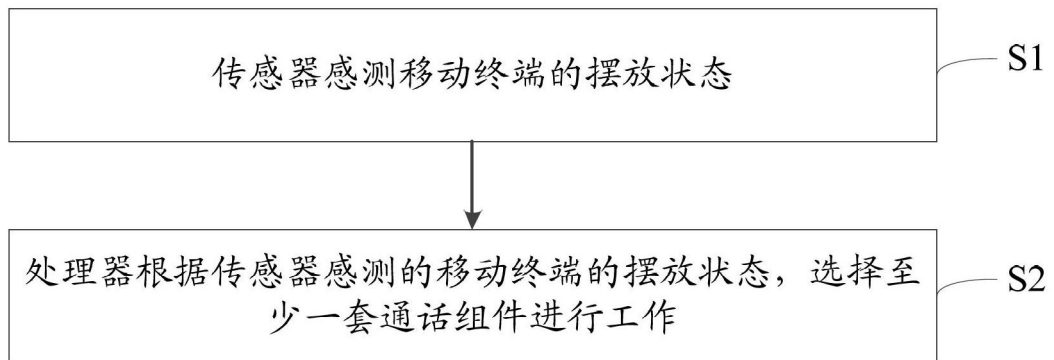 传感器感测移动终端的摆放状态
S1
处理器根据传感器感测的移动终端的摆放状态，选择至
少一套通话组件进行工作
S2